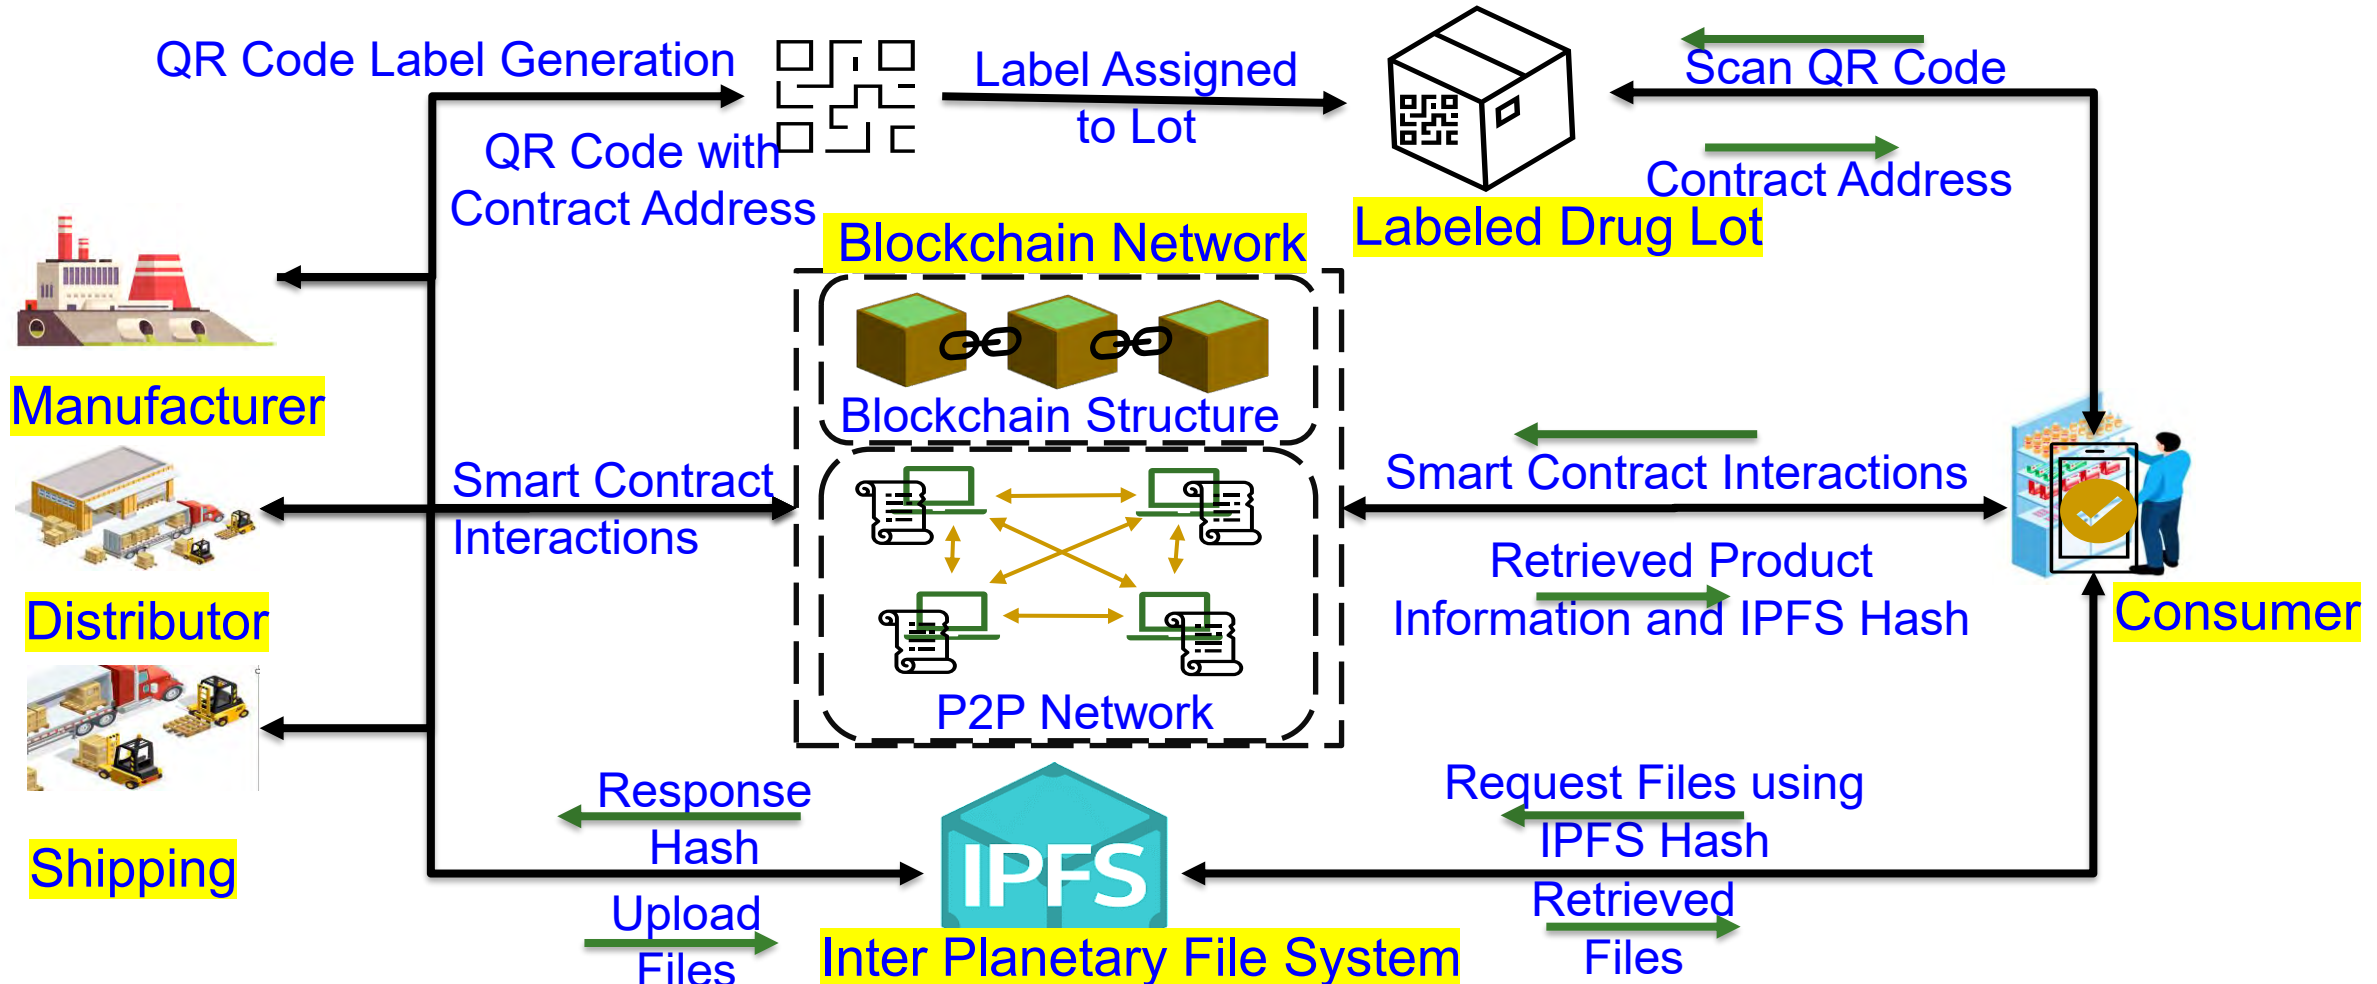 QR Code Label Generation
QR Code with
Contract Address
Label Assigned
to Lot
Scan QR Code
Contract Address
Labeled Drug Lot
Blockchain Network
Blockchain Structure
Manufacturer
Smart Contract
Interactions
Smart Contract Interactions
Retrieved Product
Information and IPFS Hash
Consumer
Distributor
P2P Network
Shipping
Response
Hash
Upload
Files
IPFS
Inter Planetary File System
Request Files using
IPFS Hash
Retrieved
Files